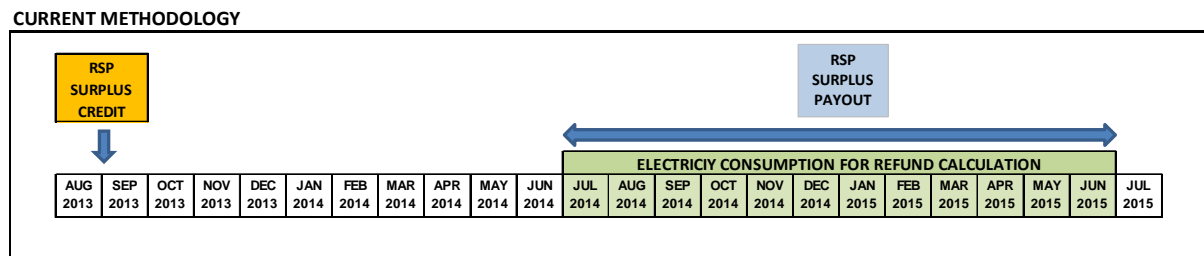 CURRENT METHODOLOGY
RSP
SURPLUS
CREDIT
RSP
SURPLUS
PAYOUT
ELECTRICIY CONSUMPTION FOR REFUND CALCULATION
AUG SEP OCT NOV DEC JAN FEB MAR APR MAY JUN JUL AUG SEP OCT NOV DEC JAN FEB MAR APR MAY JUN JUL
2013 2013 2013 2013 2013 2014 2014 2014 2014 2014 2014 2014 2014 2014 2014 2014 2014 2015 2015 2015 2015 2015 2015 2015